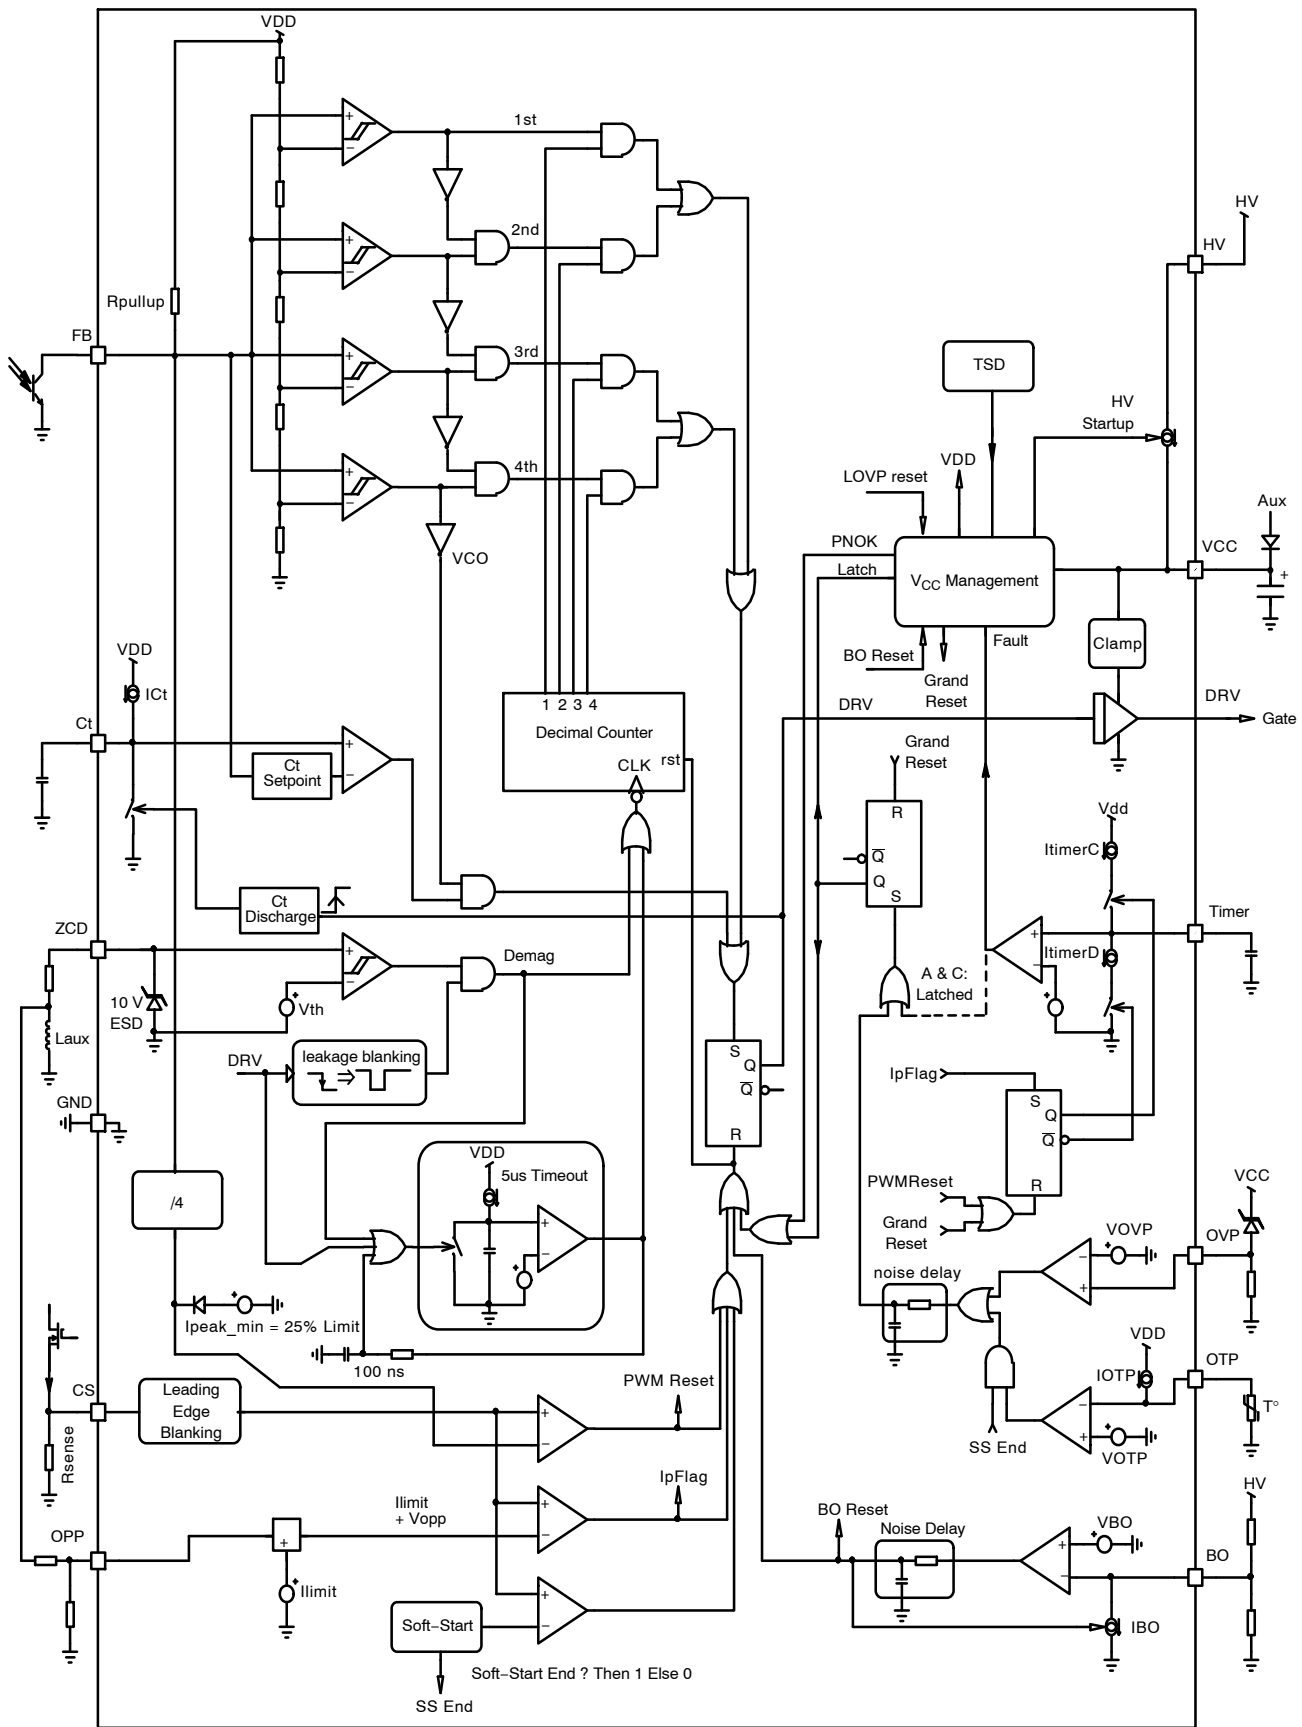 VDD
1st
HV
2nd
HV
Rpullup
FB
3rd
TSD
HV
Startup
4th
VDD
LOVP reset
Aux
VCO
PNOK
VCC
Latch
VCC Management
+
Fault
Clamp
VDD
BO Reset
Grand
Reset
ICt
1 2 3 4
DRV
DRV
Ct
Decimal Counter
Gate
Grand
Reset
rst
Ct
Setpoint
CLK
R
Vdd
ItimerC
Q
Q
S
Ct
Discharge
Timer
ZCD
Demag
ItimerD
10 V
ESD
Vth
A & C:
Latched
Laux
leakage blanking
S
DRV
Q
IpFlag
Q
S
GND
Q
R
Q
VDD
5us Timeout
R
VCC
/4
PWMReset
Grand
Reset
VOVP
OVP
noise delay
Ipeak_min = 25% Limit
VDD
100 ns
OTP
IOTP
PWM Reset
CS
Leading
Edge
Blanking
T°
SS End
VOTP
Rsense
IpFlag
HV
Ilimit
+ Vopp
BO Reset
OPP
Noise Delay
VBO
+
BO
Ilimit
Soft–Start
IBO
Soft–Start End ? Then 1 Else 0
SS End